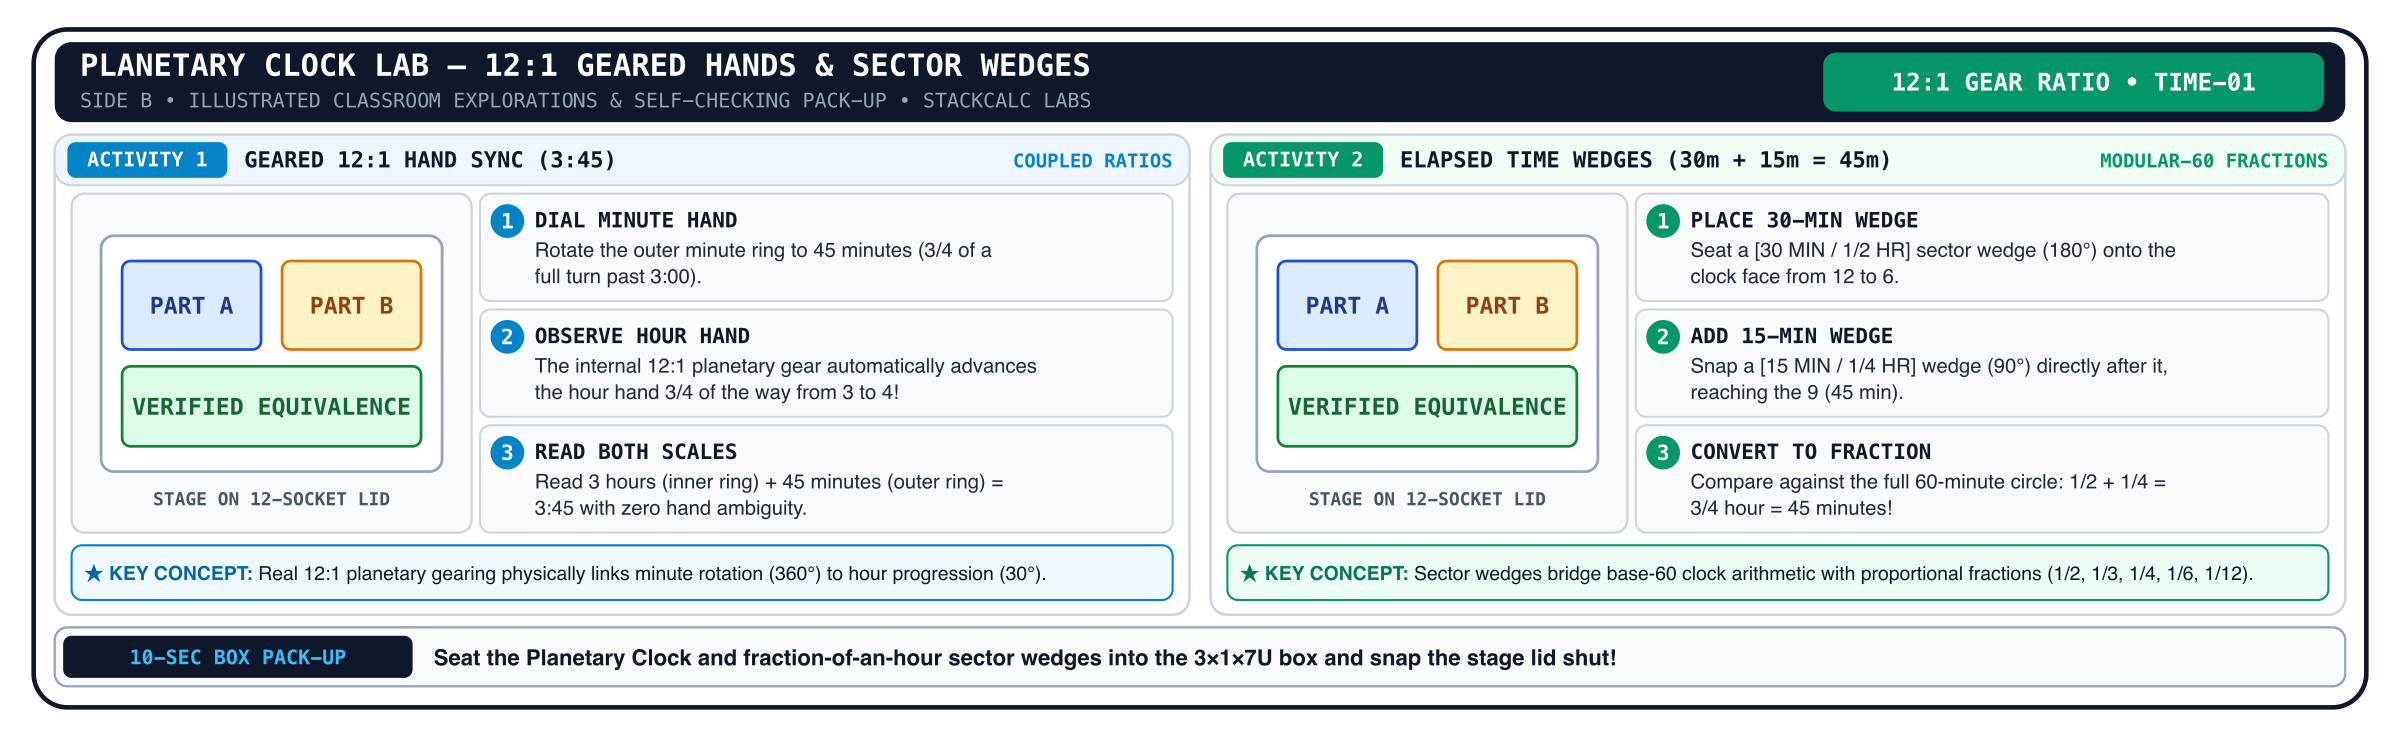 PLANETARY CLOCK LAB — 12:1 GEARED HANDS & SECTOR WEDGES
SIDE B • ILLUSTRATED CLASSROOM EXPLORATIONS & SELF-CHECKING PACK-UP • STACKCALC LABS
12:1 GEAR RATIO • TIME-01
ACTIVITY 1
GEARED 12:1 HAND SYNC (3:45)
COUPLED RATIOS
PART A
PART B
VERIFIED EQUIVALENCE
STAGE ON 12-SOCKET LID
1
DIAL MINUTE HAND
Rotate the outer minute ring to 45 minutes (3/4 of a
full turn past 3:00).
2
OBSERVE HOUR HAND
The internal 12:1 planetary gear automatically advances
the hour hand 3/4 of the way from 3 to 4!
3
READ BOTH SCALES
Read 3 hours (inner ring) + 45 minutes (outer ring) =
3:45 with zero hand ambiguity.
★ KEY CONCEPT: Real 12:1 planetary gearing physically links minute rotation (360°) to hour progression (30°).
ACTIVITY 2
ELAPSED TIME WEDGES (30m + 15m = 45m)
MODULAR-60 FRACTIONS
PART A
PART B
VERIFIED EQUIVALENCE
STAGE ON 12-SOCKET LID
1
PLACE 30-MIN WEDGE
Seat a [30 MIN / 1/2 HR] sector wedge (180°) onto the
clock face from 12 to 6.
2
ADD 15-MIN WEDGE
Snap a [15 MIN / 1/4 HR] wedge (90°) directly after it,
reaching the 9 (45 min).
3
CONVERT TO FRACTION
Compare against the full 60-minute circle: 1/2 + 1/4 =
3/4 hour = 45 minutes!
★ KEY CONCEPT: Sector wedges bridge base-60 clock arithmetic with proportional fractions (1/2, 1/3, 1/4, 1/6, 1/12).
10-SEC BOX PACK-UP
Seat the Planetary Clock and fraction-of-an-hour sector wedges into the 3×1×7U box and snap the stage lid shut!